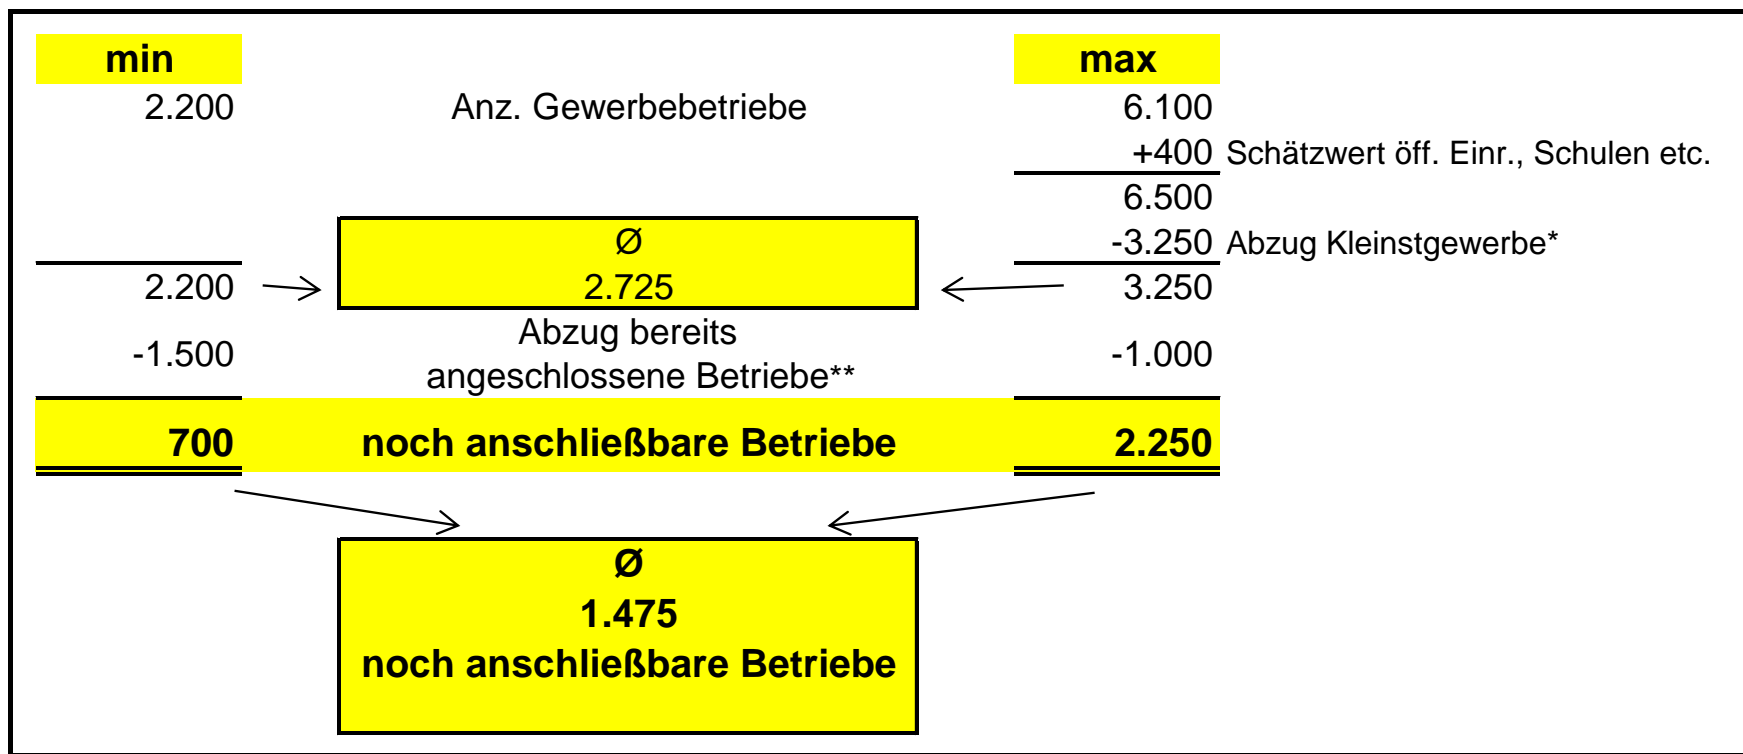 min max
2.200 Anz. Gewerbebetriebe 6.100
+400 Schätzwert öff. Einr., Schulen etc.
6.500
Ø -3.250 Abzug Kleinstgewerbe*
2.200 2.725 3.250
Abzug bereits
-1.500 -1.000
angeschlossene Betriebe**
700 noch anschließbare Betriebe 2.250
Ø
1.475
noch anschließbare Betriebe